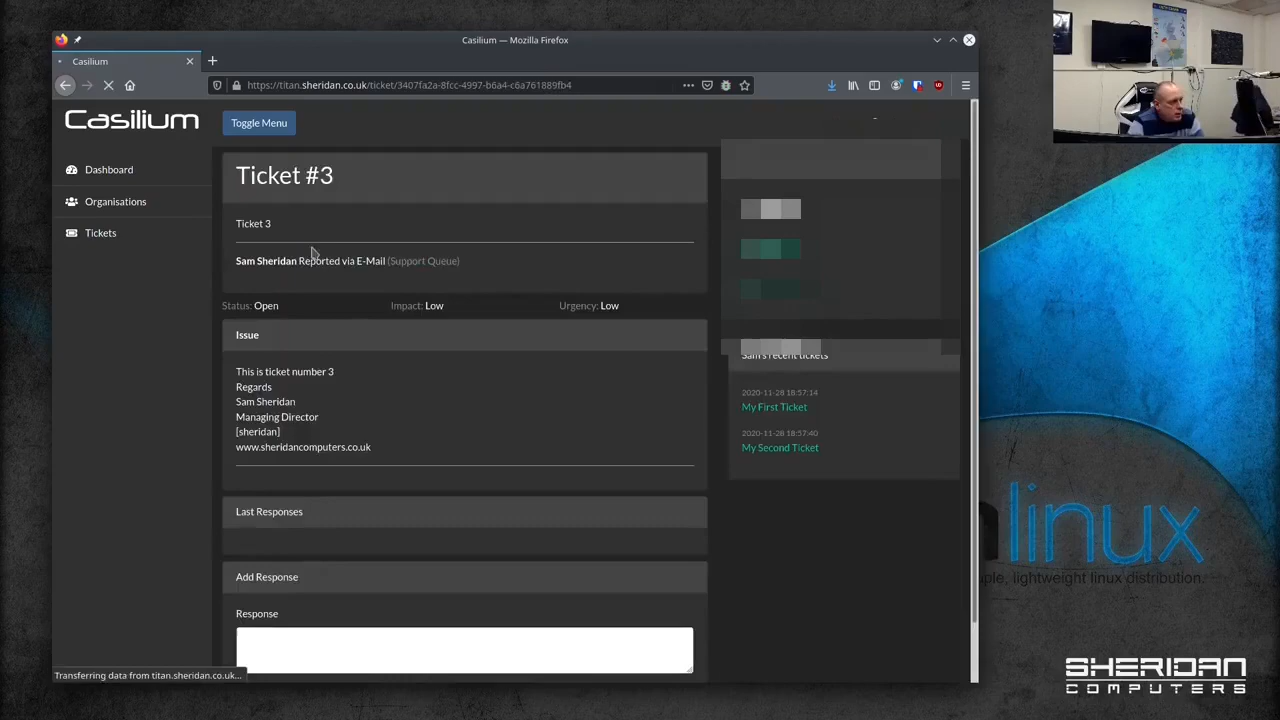 Casilium — Mozilla Firefox
Casilium
https://titan.sheridan.co.uk/ticket/3407fa2a-8fcc-4997-b6a4-c6a761889fb4
Casilium
Toggle Menu
Dashboard
Organisations
Tickets
Ticket #3
Ticket 3
Sam Sheridan Reported via E-Mail (Support Queue)
Status: Open
Impact: Low
Urgency: Low
Issue
This is ticket number 3
Regards
Sam Sheridan
Managing Director
[sheridan]
www.sheridancomputers.co.uk
Last Responses
Add Response
Response
Sam's recent tickets
2020-11-28 18:57:14
My First Ticket
2020-11-28 18:57:40
My Second Ticket
Transferring data from titan.sheridan.co.uk...
linux
lightweight linux distribution.
SHERIDAN
COMPUTERS